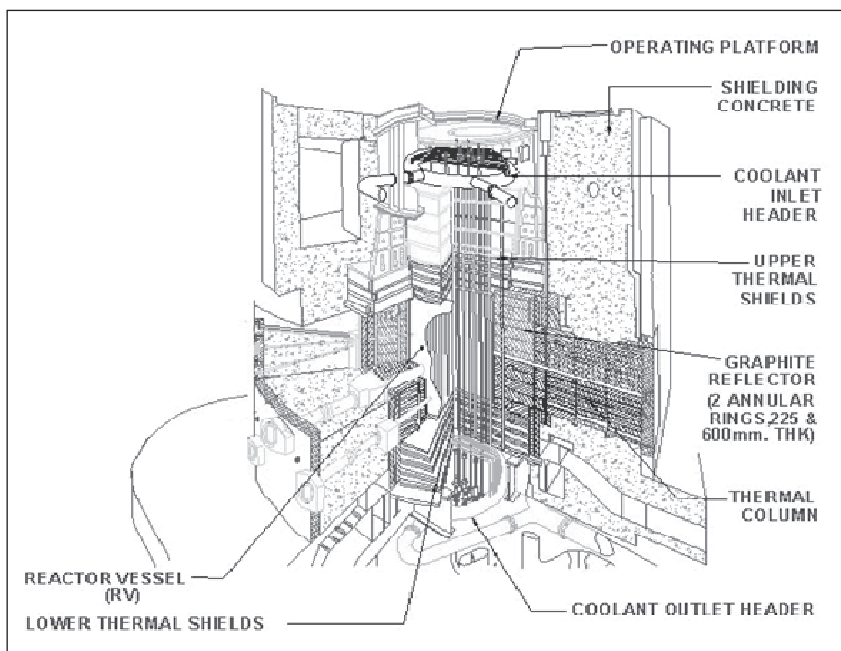 OPERATING PLATFORM
SHIELDING
CONCRETE
COOLANT
INLET
HEADER
UPPER
THERMAL
SHIELDS
GRAPHITE
REFLECTOR
(2 ANNULAR
RINGS,225 &
600mm. THK)
THERMAL
COLUMN
REACTOR VESSEL
(RV)
LOWER THERMAL SHIELDS
COOLANT OUTLET HEADER